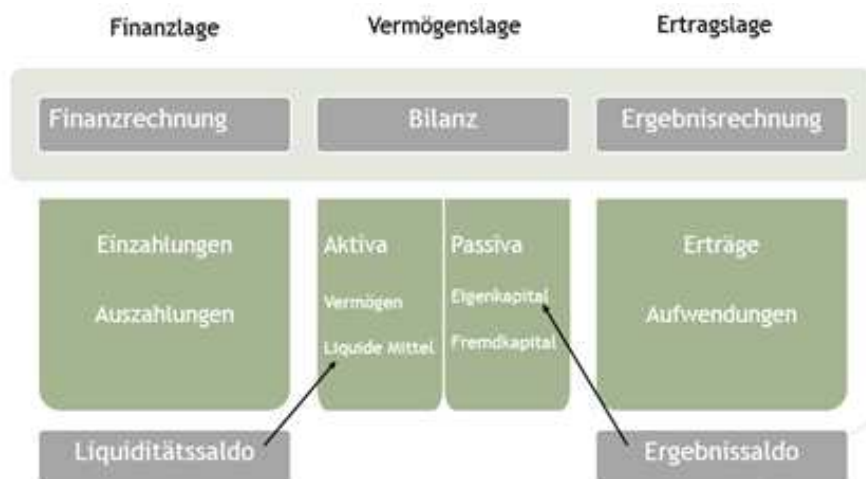 Finanzlage
Vermögenslage
Ertragslage
Finanzrechnung
Bilanz
Ergebnisrechnung
Einzahlungen
Auszahlungen
Aktiva
Vermögen
Liquide Mittel
Passiva
Eigenkapital
Fremdkapital
Erträge
Aufwendungen
Liquiditätssaldo
Ergebnissaldo